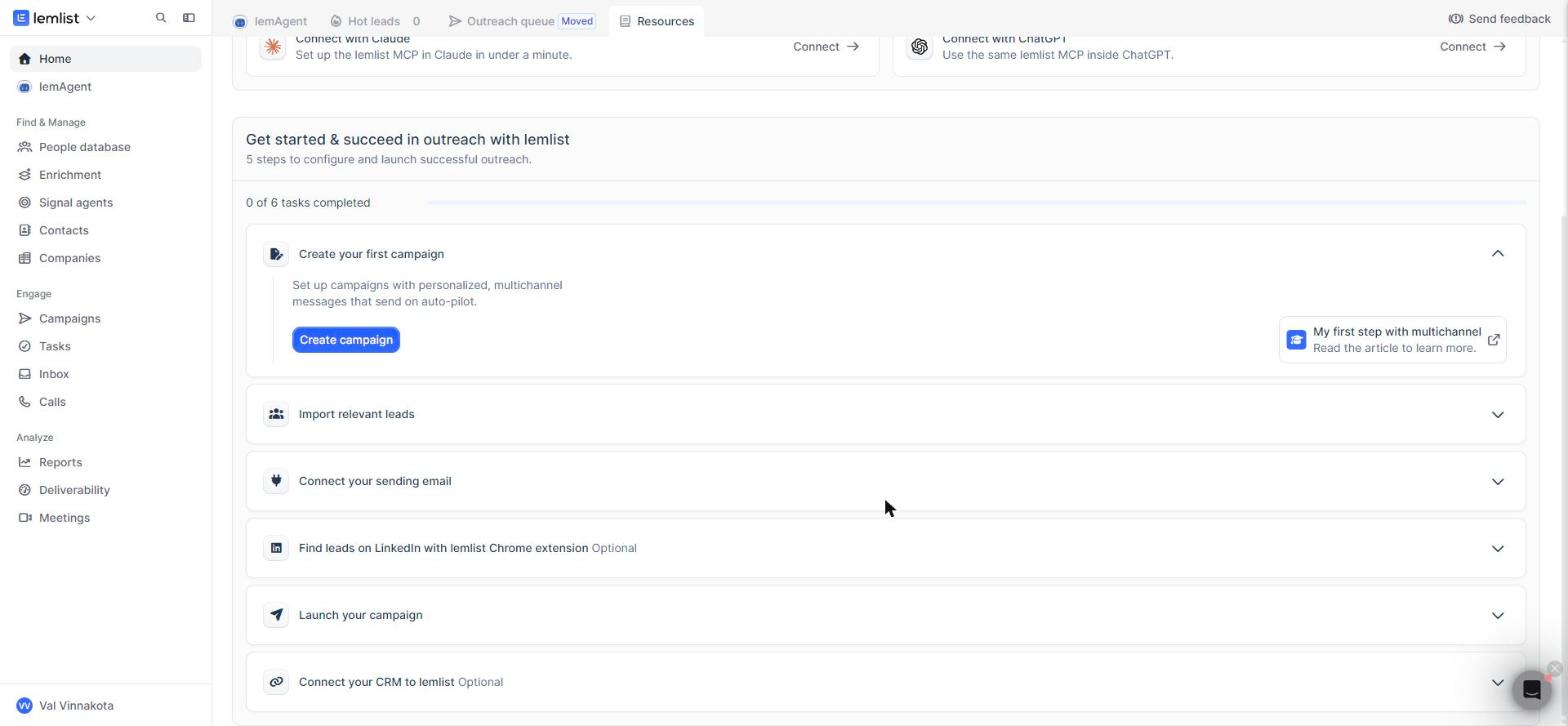 lemlist
Home
lemAgent
Find & Manage
People database
Enrichment
Signal agents
Contacts
Companies
Engage
Campaigns
Tasks
Inbox
Calls
Analyze
Reports
Deliverability
Meetings
VV Val Vinnakota
lemAgent Hot leads 0 Outreach queue Moved Resources
Send feedback
Connect with Claude
Set up the lemlist MCP in Claude in under a minute.
Connect
Connect with ChatGPT
Use the same lemlist MCP inside ChatGPT.
Connect
Get started & succeed in outreach with lemlist
5 steps to configure and launch successful outreach.
0 of 6 tasks completed
Create your first campaign
Set up campaigns with personalized, multichannel
messages that send on auto-pilot.
Create campaign
My first step with multichannel
Read the article to learn more.
Import relevant leads
Connect your sending email
Find leads on LinkedIn with lemlist Chrome extension Optional
Launch your campaign
Connect your CRM to lemlist Optional